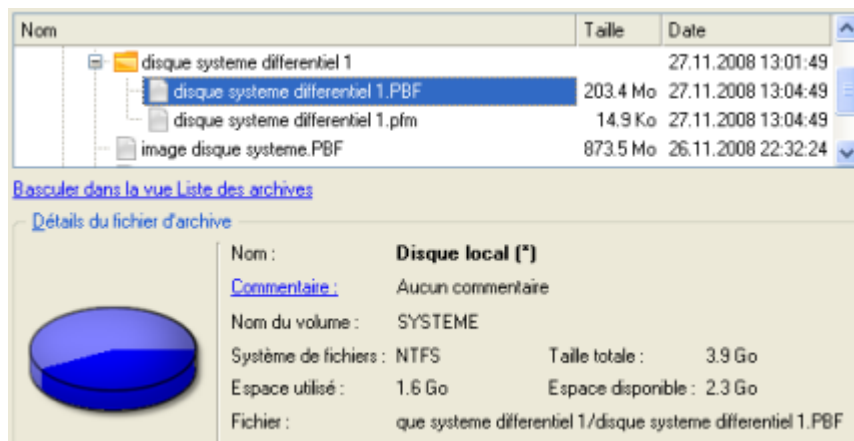 Nom Taille Date
disque systeme differentiel 1 27.11.2008 13:01:49
disque systeme differentiel 1.PBF 203.4 Mo 27.11.2008 13:04:49
disque systeme differentiel 1.pfm 14.9 Ko 27.11.2008 13:04:49
image disque systeme.PBF 873.5 Mo 26.11.2008 22:32:24
Basculer dans la vue Liste des archives
Détails du fichier d'archive
Nom : Disque local (*)
Commentaire : Aucun commentaire
Nom du volume : SYSTEME
Système de fichiers : NTFS Taille totale : 3.9 Go
Espace utilisé : 1.6 Go Espace disponible : 2.3 Go
Fichier : que systeme differentiel 1/disque systeme differentiel 1.PBF